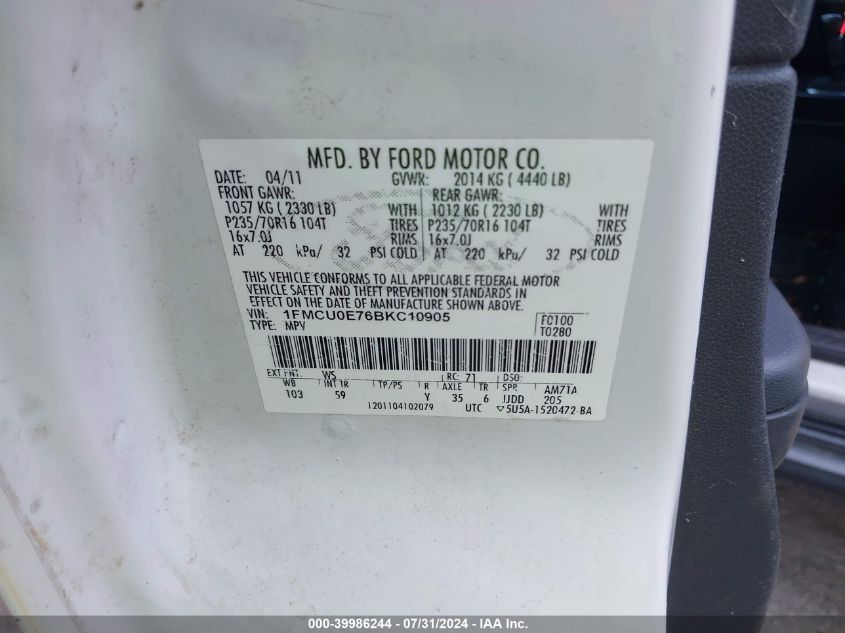 MFD. BY FORD MOTOR CO.
DATE: 04/11 GVWR: 2014 KG ( 4440 LB)
FRONT GAWR: REAR GAWR:
1057 KG ( 2330 LB) WITH 1012 KG ( 2230 LB) WITH
P235/70R16 104T TIRES P235/70R16 104T TIRES
16x7.0J RIMS 16x7.0J RIMS
AT 220 kPa/ 32 PSI COLD AT 220 kPa/ 32 PSI COLD
THIS VEHICLE CONFORMS TO ALL APPLICABLE FEDERAL MOTOR
VEHICLE SAFETY AND THEFT PREVENTION STANDARDS IN
EFFECT ON THE DATE OF MANUFACTURE SHOWN ABOVE.
VIN: 1FMCU0E76BKC10905 FC100
TYPE: MPV T0280
EXT PNT: WS RC: 71 DSO:
WB INT TR TP/PS R AXLE TR SPR AM71A
103 59 Y 35 6 JJDD 205
1201104102079 UTC ▽5U5A-1520472-BA
000-39986244 - 07/31/2024 - IAA Inc.